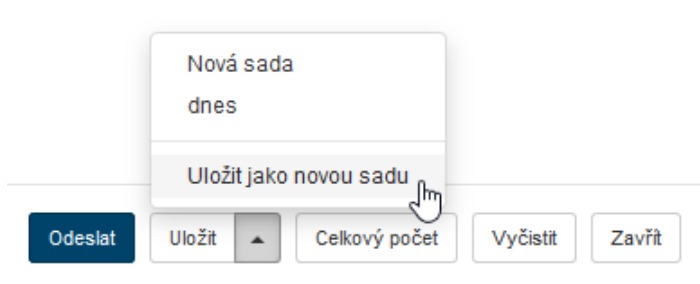 Nová sada
dnes
Uložit jako novou sadu
Odeslat Uložit Celkový počet Vyčistit Zavřít